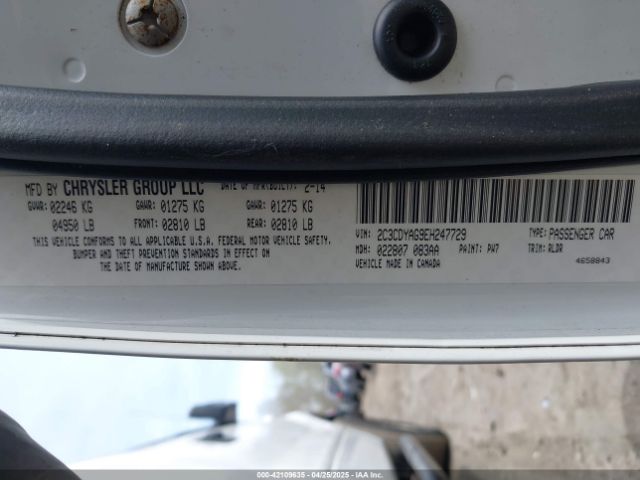 MFD BY CHRYSLER GROUP LLC DATE OF MFR(BUILT): 2-14
GVWR: 02246 KG GAWR: 01275 KG GAWR: 01275 KG
04950 LB FRONT: 02810 LB REAR: 02810 LB
THIS VEHICLE CONFORMS TO ALL APPLICABLE U.S.A. FEDERAL MOTOR VEHICLE SAFETY,
BUMPER AND THEFT PREVENTION STANDARDS IN EFFECT ON
THE DATE OF MANUFACTURE SHOWN ABOVE.
VIN: 2C3CDYAG9EH247729 TYPE: PASSENGER CAR
MDH: 022807 083AA PAINT: PW7 TRIM: RLDR
VEHICLE MADE IN CANADA 4658843
000-42109635 - 04/25/2025 - IAA Inc.